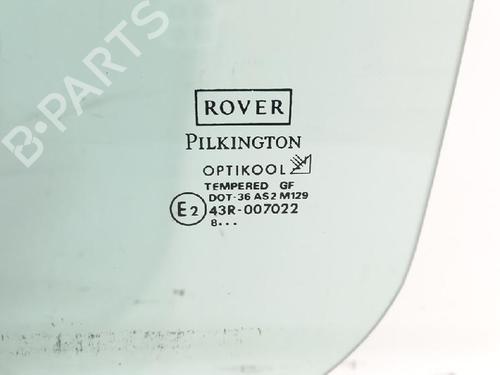 B-PARTS
ROVER
PILKINGTON
OPTIKOOL
TEMPERED GF
DOT-36 AS2 M129
E2 43R-007022
8...